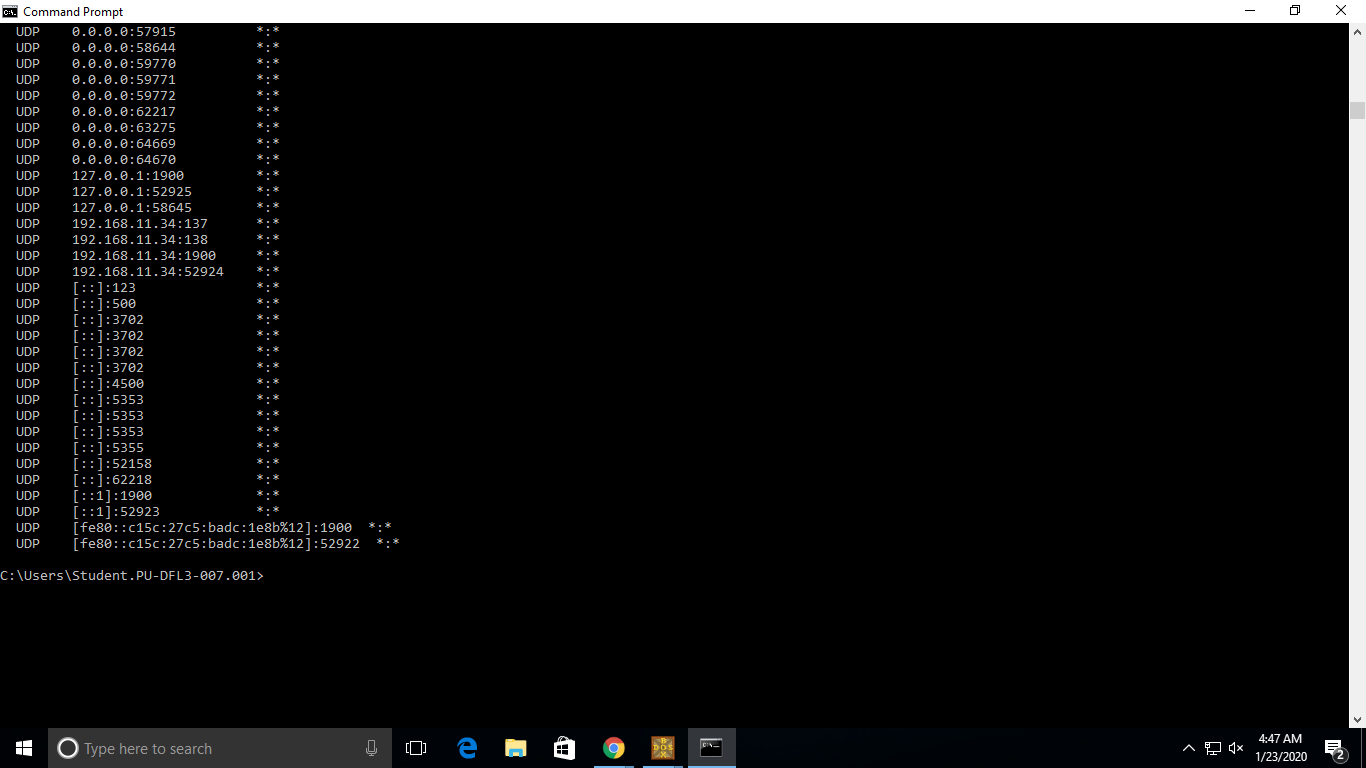 Command Prompt
UDP 0.0.0.0:57915 *:*
UDP 0.0.0.0:58644 *:*
UDP 0.0.0.0:59770 *:*
UDP 0.0.0.0:59771 *:*
UDP 0.0.0.0:59772 *:*
UDP 0.0.0.0:62217 *:*
UDP 0.0.0.0:63275 *:*
UDP 0.0.0.0:64669 *:*
UDP 0.0.0.0:64670 *:*
UDP 127.0.0.1:1900 *:*
UDP 127.0.0.1:52925 *:*
UDP 127.0.0.1:58645 *:*
UDP 192.168.11.34:137 *:*
UDP 192.168.11.34:138 *:*
UDP 192.168.11.34:1900 *:*
UDP 192.168.11.34:52924 *:*
UDP [::]:123 *:*
UDP [::]:500 *:*
UDP [::]:3702 *:*
UDP [::]:3702 *:*
UDP [::]:3702 *:*
UDP [::]:3702 *:*
UDP [::]:4500 *:*
UDP [::]:5353 *:*
UDP [::]:5353 *:*
UDP [::]:5353 *:*
UDP [::]:5355 *:*
UDP [::]:52158 *:*
UDP [::]:62218 *:*
UDP [::1]:1900 *:*
UDP [::1]:52923 *:*
UDP [fe80::c15c:27c5:badc:1e8b%12]:1900 *:*
UDP [fe80::c15c:27c5:badc:1e8b%12]:52922 *:*
C:\Users\Student.PU-DFL3-007.001>
Type here to search
4:47 AM
1/23/2020
2